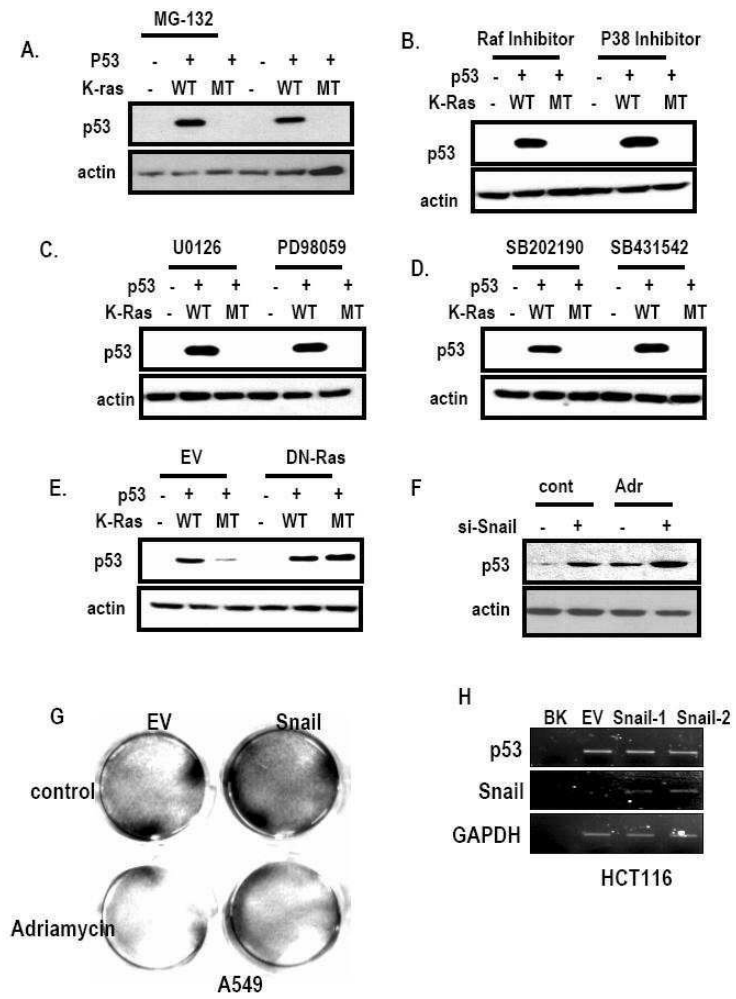 A.
MG-132
P53 - + + - + +
K-ras - WT MT - WT MT
p53
actin
B.
Raf Inhibitor P38 Inhibitor
p53 - + + - + +
K-Ras - WT MT - WT MT
p53
actin
C.
U0126 PD98059
p53 - + + - + +
K-Ras - WT MT - WT MT
p53
actin
D.
SB202190 SB431542
p53 - + + - + +
K-Ras - WT MT - WT MT
p53
actin
E.
EV DN-Ras
p53 - + + - + +
K-Ras - WT MT - WT MT
p53
actin
F
cont Adr
si-Snail - + - +
p53
actin
G
EV Snail
control
Adriamycin
A549
H
BK EV Snail-1 Snail-2
p53
Snail
GAPDH
HCT116